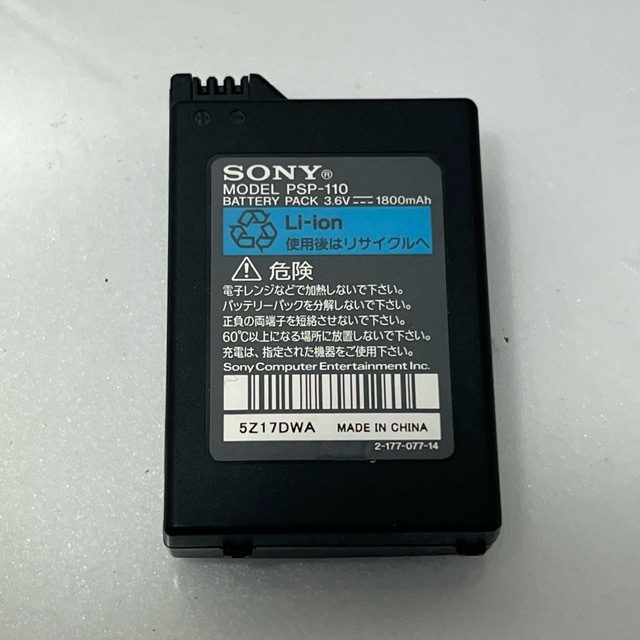 SONY®
MODEL PSP-110
BATTERY PACK 3.6V⎓1800mAh
Li-ion
使用後はリサイクルへ
危険
電子レンジなどで加熱しないで下さい。
バッテリーパックを分解しないで下さい。
正負の両端子を短絡させないで下さい。
60℃以上になる場所に放置しないで下さい。
充電は、指定された機器をご使用下さい。
Sony Computer Entertainment Inc.
5Z17DWA MADE IN CHINA
2-177-077-14